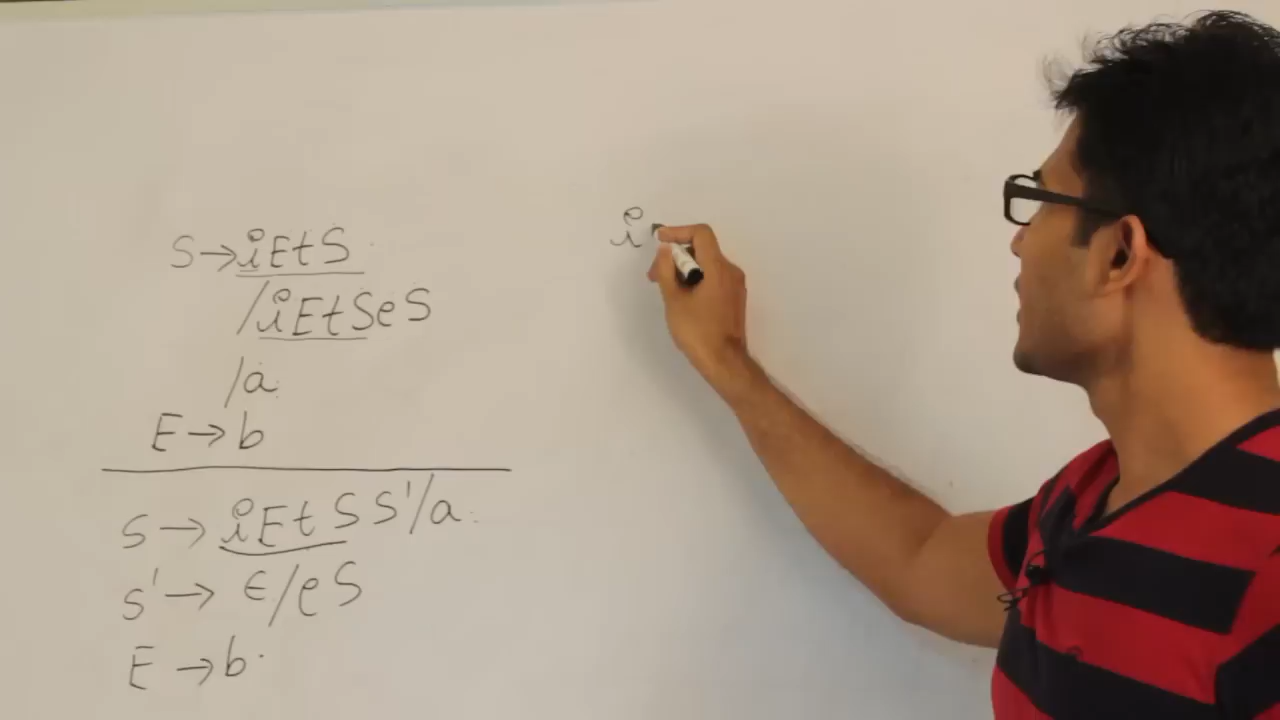 S→iEtS
/iEtSeS
/a
E→b
S→iEtSS'/a
S'→ϵ/eS
E→b
i